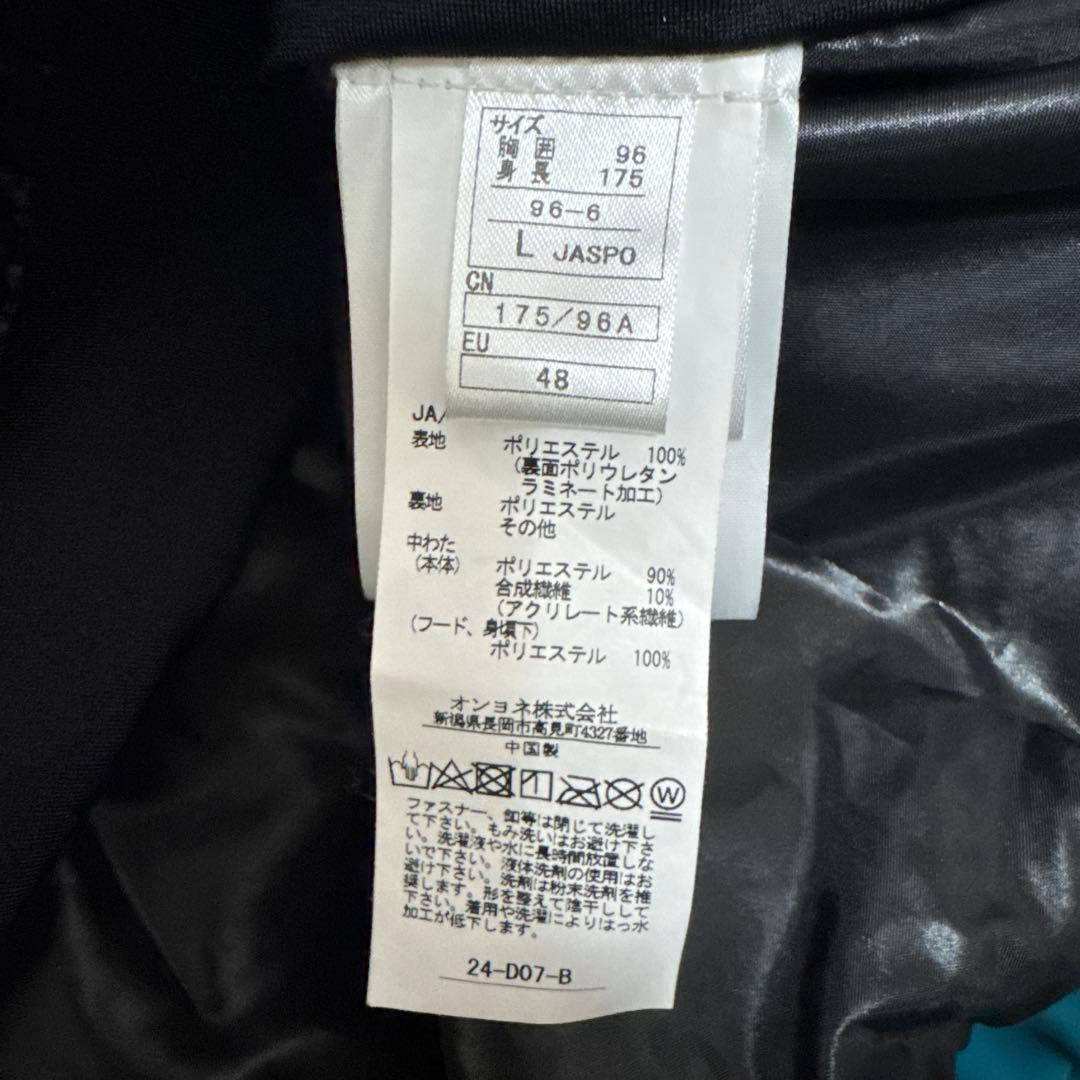 サイズ
胸囲 96
身長 175
96-6
L JASPO
CN
175/96A
EU
48
JA/
表地 ポリエステル 100%
(裏面ポリウレタン
ラミネート加工)
裏地 ポリエステル
その他
中わた
(本体) ポリエステル 90%
合成繊維 10%
(アクリレート系繊維)
(フード、身頃下)
ポリエステル 100%
オンヨネ株式会社
新潟県長岡市高見町4327番地
中国製
W
ファスナー、釦等は閉じて洗濯し
て下さい。もみ洗いはお避け下さ
い。洗濯液や水に長時間放置しな
いで下さい。液体洗剤の使用はお
避け下さい。洗剤は粉末洗剤を推
奨します。形を整えて陰干しして
下さい。着用や洗濯によりはっ水
加工が低下します。
24-D07-B